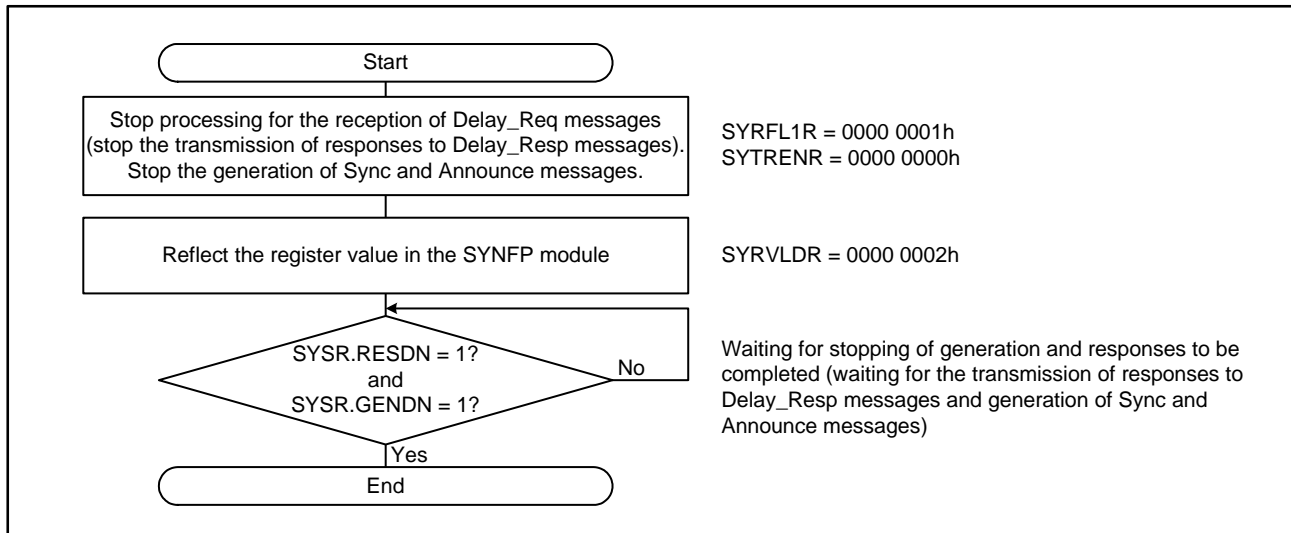 Start
Stop processing for the reception of Delay_Req messages
(stop the transmission of responses to Delay_Resp messages).
Stop the generation of Sync and Announce messages.
SYRFL1R = 0000 0001h
SYTRENR = 0000 0000h
Reflect the register value in the SYNFP module
SYRVLDR = 0000 0002h
SYSR.RESDN = 1?
and
SYSR.GENDN = 1?
No
Waiting for stopping of generation and responses to be
completed (waiting for the transmission of responses to
Delay_Resp messages and generation of Sync and
Announce messages)
Yes
End